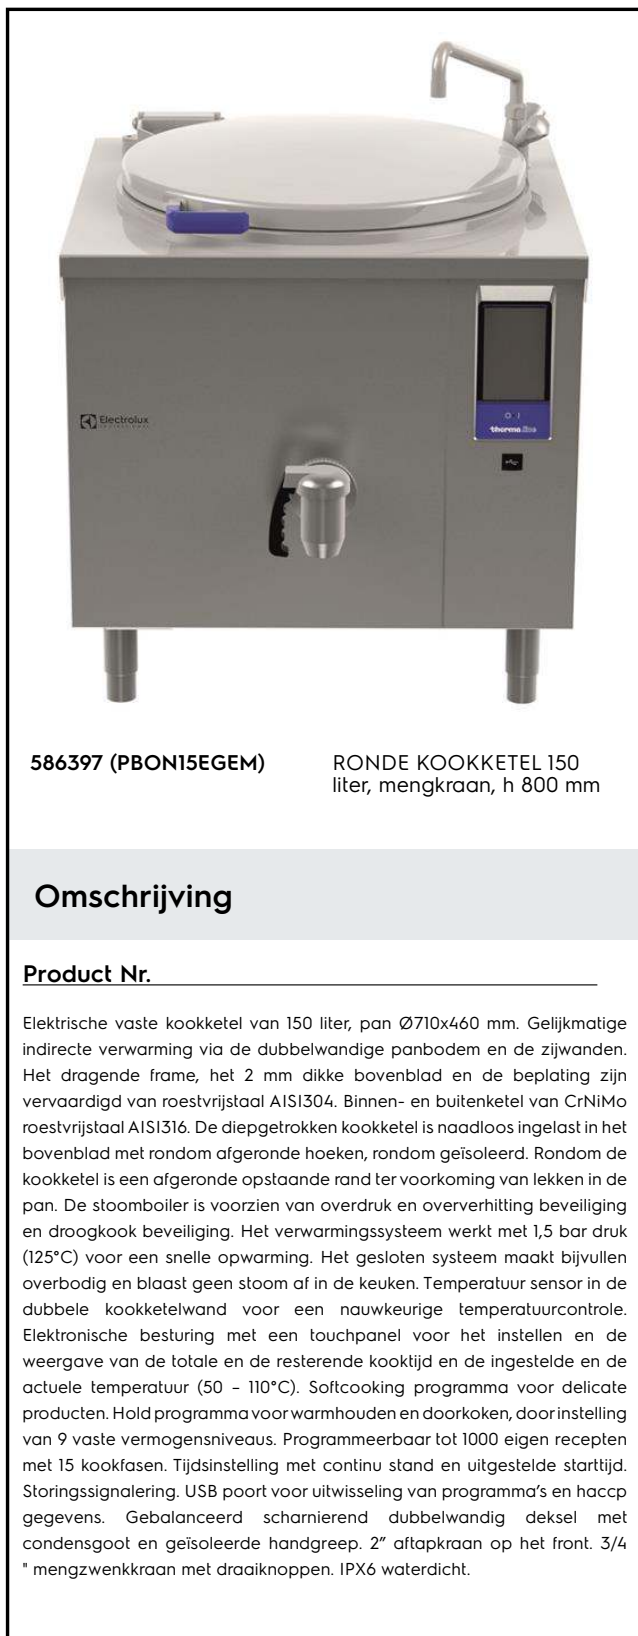 Electrolux
PROFESSIONAL
thermaline
586397 (PBON15EGEM)
RONDE KOOKKETEL 150
liter, mengkraan, h 800 mm
Omschrijving
Product Nr.
Elektrische vaste kookketel van 150 liter, pan Ø710x460 mm. Gelijkmatige
indirecte verwarming via de dubbelwandige panbodem en de zijwanden.
Het dragende frame, het 2 mm dikke bovenblad en de beplating zijn
vervaardigd van roestvrijstaal AISI304. Binnen- en buitenketel van CrNiMo
roestvrijstaal AISI316. De diepgetrokken kookketel is naadloos ingelast in het
bovenblad met rondom afgeronde hoeken, rondom geïsoleerd. Rondom de
kookketel is een afgeronde opstaande rand ter voorkoming van lekken in de
pan. De stoomboiler is voorzien van overdruk en oververhitting beveiliging
en droogkook beveiliging. Het verwarmingssysteem werkt met 1,5 bar druk
(125°C) voor een snelle opwarming. Het gesloten systeem maakt bijvullen
overbodig en blaast geen stoom af in de keuken. Temperatuur sensor in de
dubbele kookketelwand voor een nauwkeurige temperatuurcontrole.
Elektronische besturing met een touchpanel voor het instellen en de
weergave van de totale en de resterende kooktijd en de ingestelde en de
actuele temperatuur (50 – 110°C). Softcooking programma voor delicate
producten. Hold programma voor warmhouden en doorkoken, door instelling
van 9 vaste vermogensniveaus. Programmeerbaar tot 1000 eigen recepten
met 15 kookfasen. Tijdsinstelling met continu stand en uitgestelde starttijd.
Storingssignalering. USB poort voor uitwisseling van programma's en haccp
gegevens. Gebalanceerd scharnierend dubbelwandig deksel met
condensgoot en geïsoleerde handgreep. 2" aftapkraan op het front. 3/4
" mengzwenkkraan met draaiknoppen. IPX6 waterdicht.